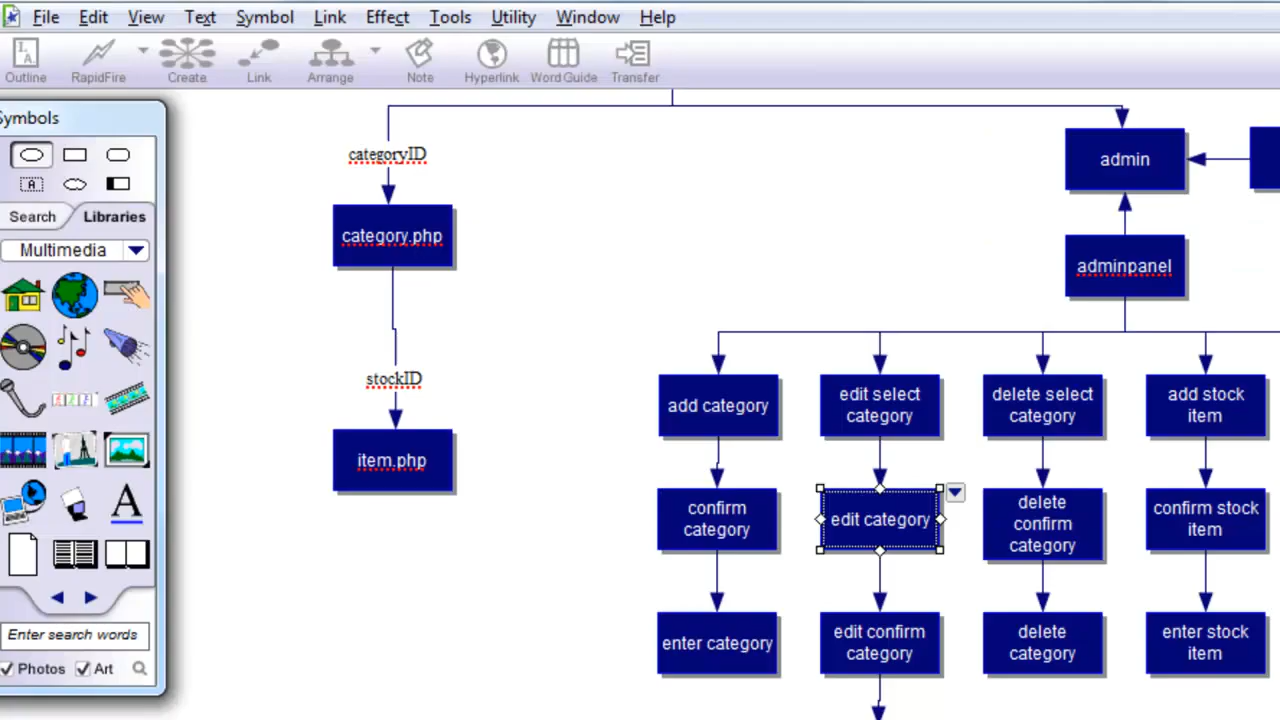 File Edit View Text Symbol Link Effect Tools Utility Window Help
Outline RapidFire Create Link Arrange Note Hyperlink Word Guide Transfer
Symbols
A
Search Libraries
Multimedia
A
Enter search words
Photos Art
categoryID
category.php
stockID
item.php
admin
adminpanel
add category
edit select
category
delete select
category
add stock
item
confirm
category
edit category
delete
confirm
category
confirm stock
item
enter category
edit confirm
category
delete
category
enter stock
item